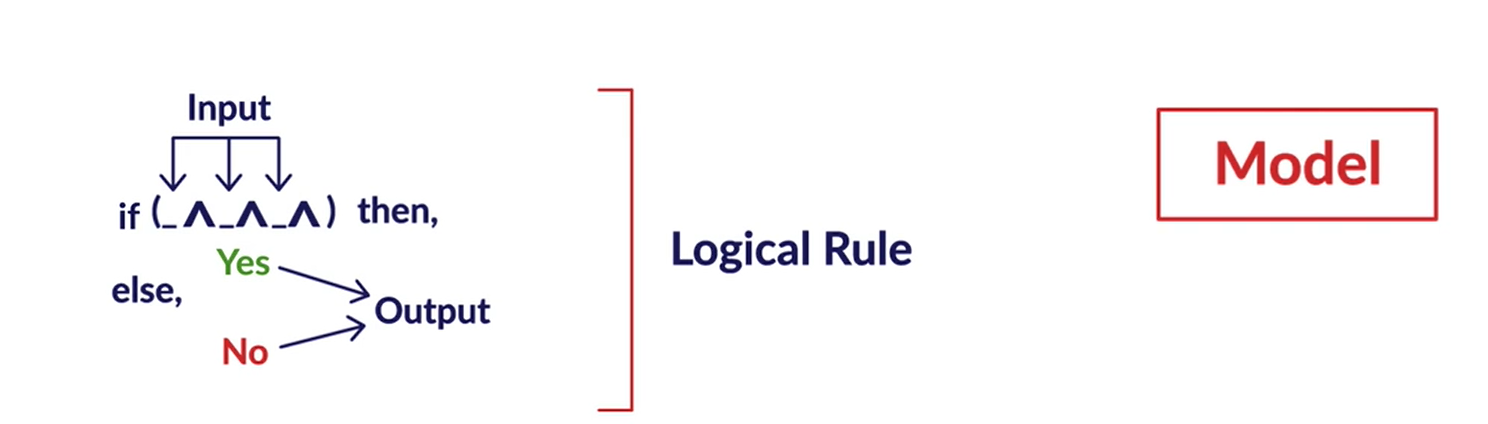 Input
if (_ ∧ _ ∧ _ ∧) then,
Yes
else,
Output
No
Logical Rule
Model